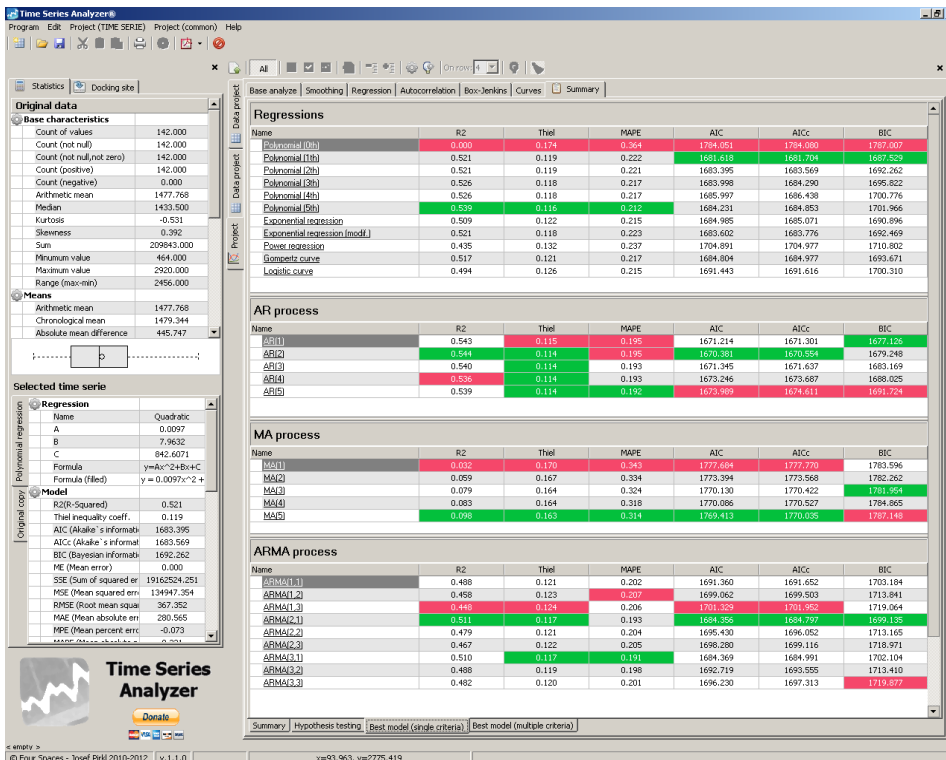 Time Series Analyzer®
Program Edit Project (TIME SERIE) Project (common) Help
All On row: 4
Statistics Docking site
Base analyze Smoothing Regression Autocorrelation Box-Jenkins Curves Summary
Data project
Data project
Project
Original data
Base characteristics
Count of values 142.000
Count (not null) 142.000
Count (not null,not zero) 142.000
Count (positive) 142.000
Count (negative) 0.000
Arithmetic mean 1477.768
Median 1433.500
Kurtosis -0.531
Skewness 0.392
Sum 209843.000
Minumum value 464.000
Maximum value 2920.000
Range (max-min) 2456.000
Means
Arithmetic mean 1477.768
Chronological mean 1479.344
Absolute mean difference 445.747
Selected time serie
Polynomial regression
Original copy
Regression
Name Quadratic
A 0.0097
B 7.9632
C 842.6071
Formula y=Ax^2+Bx+C
Formula (filled) y = 0.0097x^2 +
Model
R2(R-Squared) 0.521
Thiel inequality coeff. 0.119
AIC (Akaike`s informati 1683.395
AICc (Akaike`s informat 1683.569
BIC (Bayesian informati 1692.262
ME (Mean error) 0.000
SSE (Sum of squared er 19162524.251
MSE (Mean squared erro 134947.354
RMSE (Root mean squar 367.352
MAE (Mean absolute err 280.565
MPE (Mean percent erro -0.073
Time Series
Analyzer
Donate
Regressions
Name R2 Thiel MAPE AIC AICc BIC
Polynomial (0th) 0.000 0.174 0.364 1784.051 1784.080 1787.007
Polynomial (1th) 0.521 0.119 0.222 1681.618 1681.704 1687.529
Polynomial (2th) 0.521 0.119 0.221 1683.395 1683.569 1692.262
Polynomial (3th) 0.526 0.118 0.217 1683.998 1684.290 1695.822
Polynomial (4th) 0.526 0.118 0.217 1685.997 1686.438 1700.776
Polynomial (5th) 0.539 0.116 0.212 1684.231 1684.853 1701.966
Exponential regression 0.509 0.122 0.215 1684.985 1685.071 1690.896
Exponential regression (modif.) 0.521 0.118 0.223 1683.602 1683.776 1692.469
Power regression 0.435 0.132 0.237 1704.891 1704.977 1710.802
Gompertz curve 0.517 0.121 0.217 1684.804 1684.977 1693.671
Logistic curve 0.494 0.126 0.215 1691.443 1691.616 1700.310
AR process
Name R2 Thiel MAPE AIC AICc BIC
AR(1) 0.543 0.115 0.195 1671.214 1671.301 1677.126
AR(2) 0.544 0.114 0.195 1670.381 1670.554 1679.248
AR(3) 0.540 0.114 0.193 1671.345 1671.637 1683.169
AR(4) 0.536 0.114 0.193 1673.246 1673.687 1688.025
AR(5) 0.539 0.114 0.192 1673.989 1674.611 1691.724
MA process
Name R2 Thiel MAPE AIC AICc BIC
MA(1) 0.032 0.170 0.343 1777.684 1777.770 1783.596
MA(2) 0.059 0.167 0.334 1773.394 1773.568 1782.262
MA(3) 0.079 0.164 0.324 1770.130 1770.422 1781.954
MA(4) 0.083 0.164 0.318 1770.086 1770.527 1784.865
MA(5) 0.098 0.163 0.314 1769.413 1770.035 1787.148
ARMA process
Name R2 Thiel MAPE AIC AICc BIC
ARMA(1,1) 0.488 0.121 0.202 1691.360 1691.652 1703.184
ARMA(1,2) 0.458 0.123 0.207 1699.062 1699.503 1713.841
ARMA(1,3) 0.448 0.124 0.206 1701.329 1701.952 1719.064
ARMA(2,1) 0.511 0.117 0.193 1684.356 1684.797 1699.135
ARMA(2,2) 0.479 0.121 0.204 1695.430 1696.052 1713.165
ARMA(2,3) 0.467 0.122 0.205 1698.280 1699.116 1718.971
ARMA(3,1) 0.510 0.117 0.191 1684.369 1684.991 1702.104
ARMA(3,2) 0.488 0.119 0.198 1692.719 1693.555 1713.410
ARMA(3,3) 0.482 0.120 0.201 1696.230 1697.313 1719.877
Summary Hypothesis testing Best model (single criteria) Best model (multiple criteria)
< empty >
© Four Spaces - Josef Pirkl 2010-2012 v.1.1.0 x=93.963, y=2775.419